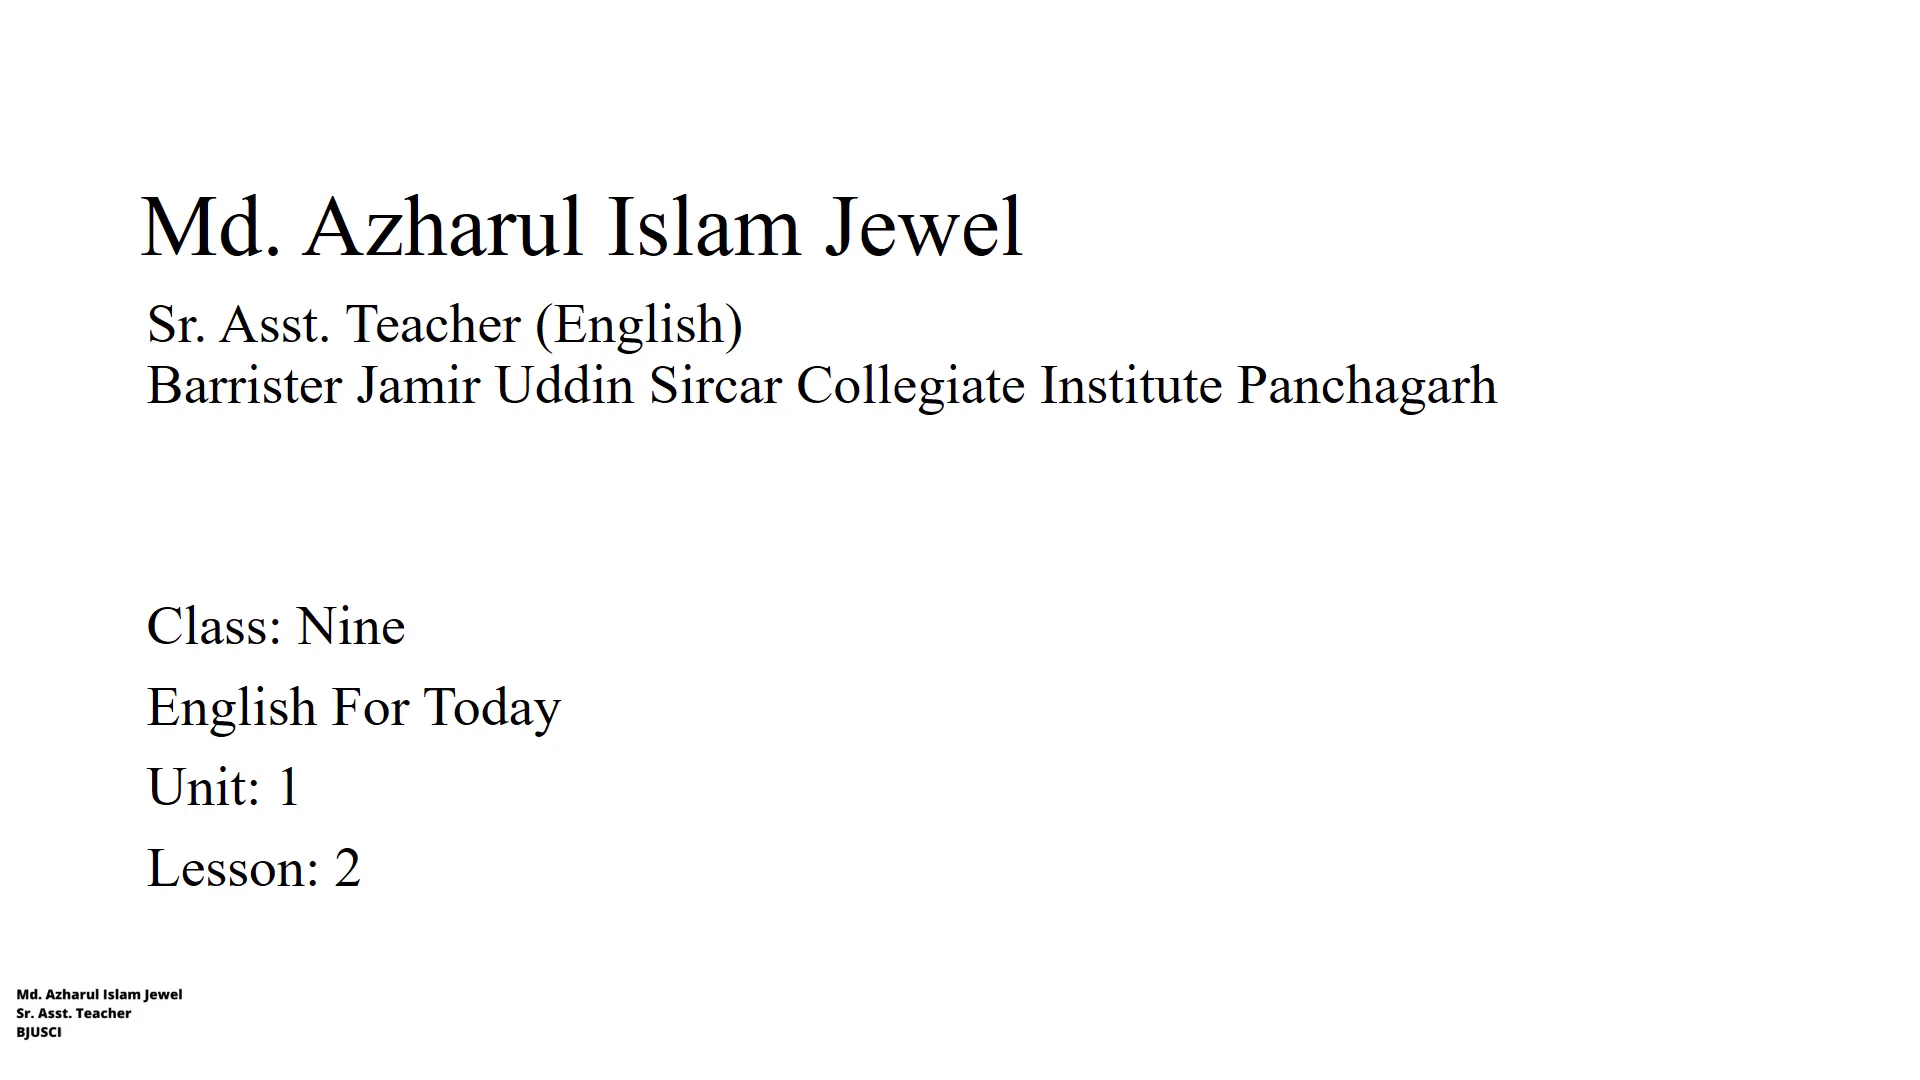 Md. Azharul Islam Jewel
Sr. Asst. Teacher (English)
Barrister Jamir Uddin Sircar Collegiate Institute Panchagarh
Class: Nine
English For Today
Unit: 1
Lesson: 2
Md. Azharul Islam Jewel
Sr. Asst. Teacher
BJUSCI